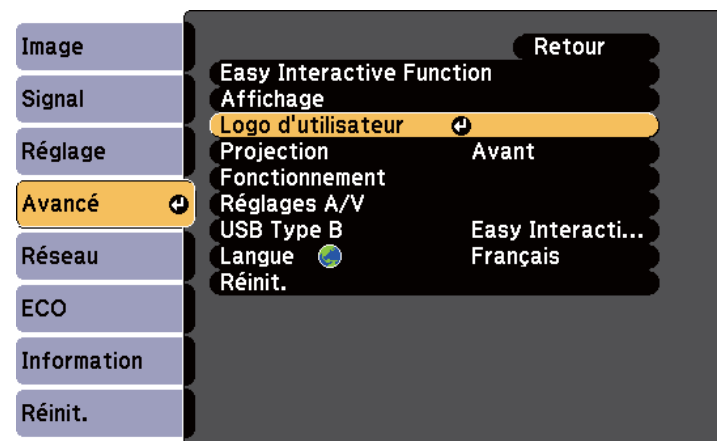 Image
Signal
Réglage
Avancé
Réseau
ECO
Information
Réinit.
Retour
Easy Interactive Function
Affichage
Logo d'utilisateur
Projection Avant
Fonctionnement
Réglages A/V
USB Type B Easy Interacti...
Langue Français
Réinit.